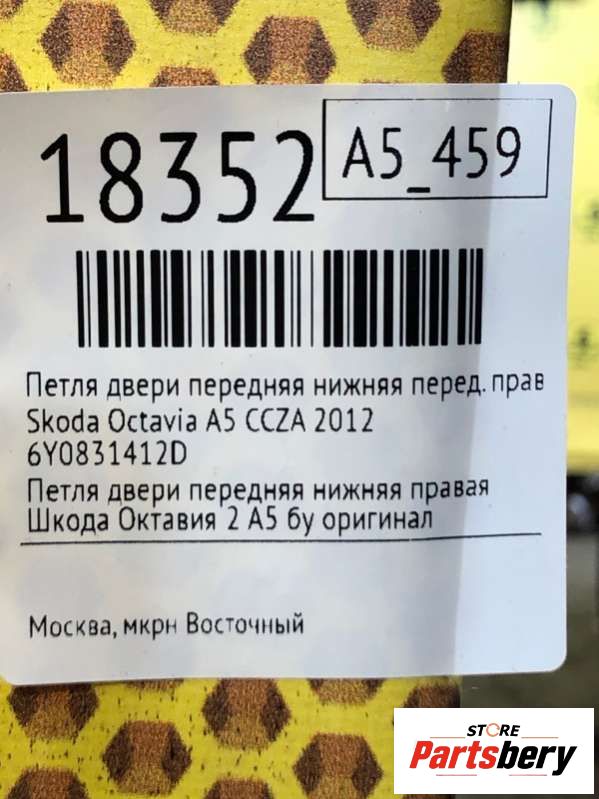 18352
A5_459
Петля двери передняя нижняя перед. прав
Skoda Octavia A5 CCZA 2012
6Y0831412D
Петля двери передняя нижняя правая
Шкода Октавия 2 А5 бу оригинал
Москва, мкрн Восточный
STORE
Partsbery